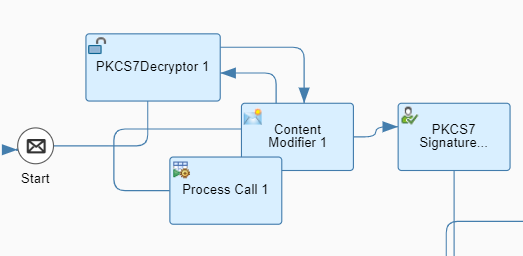 PKCS7Decryptor 1
Content
Modifier 1
PKCS7
Signature...
Start
Process Call 1